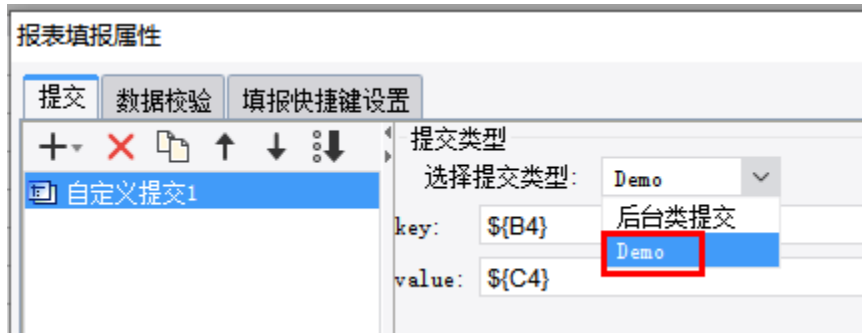 报表填报属性
提交 数据校验 填报快捷键设置
提交类型
自定义提交1
选择提交类型: Demo
后台类提交
Demo
key: ${B4}
value: ${C4}